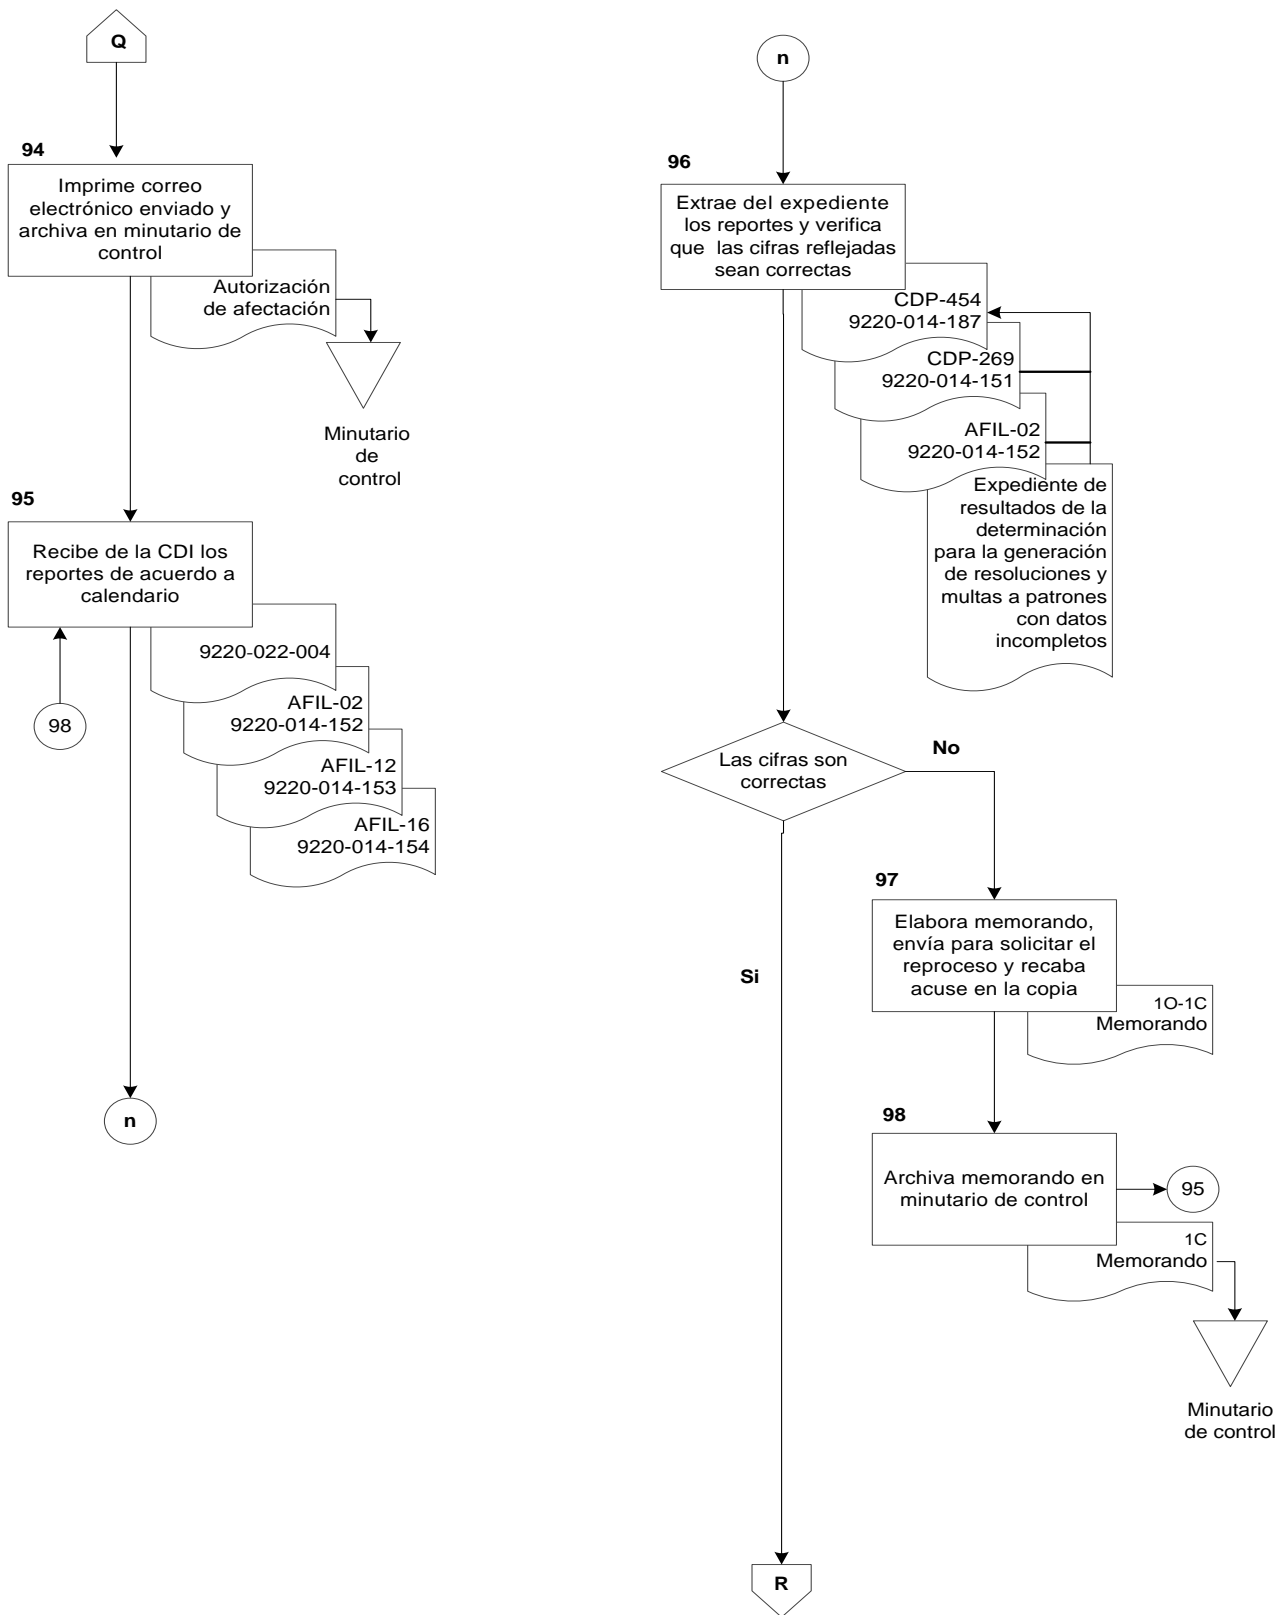 Q
94
Imprime correo
electrónico enviado y
archiva en minutario de
control
Autorización
de afectación
Minutario
de
control
95
Recibe de la CDI los
reportes de acuerdo a
calendario
9220-022-004
AFIL-02
9220-014-152
AFIL-12
9220-014-153
AFIL-16
9220-014-154
98
n
n
96
Extrae del expediente
los reportes y verifica
que las cifras reflejadas
sean correctas
CDP-454
9220-014-187
CDP-269
9220-014-151
AFIL-02
9220-014-152
Expediente de
resultados de la
determinación
para la generación
de resoluciones y
multas a patrones
con datos
incompletos
Las cifras son
correctas
No
Si
97
Elabora memorando,
envía para solicitar el
reproceso y recaba
acuse en la copia
1O-1C
Memorando
98
Archiva memorando en
minutario de control
95
1C
Memorando
Minutario
de control
R